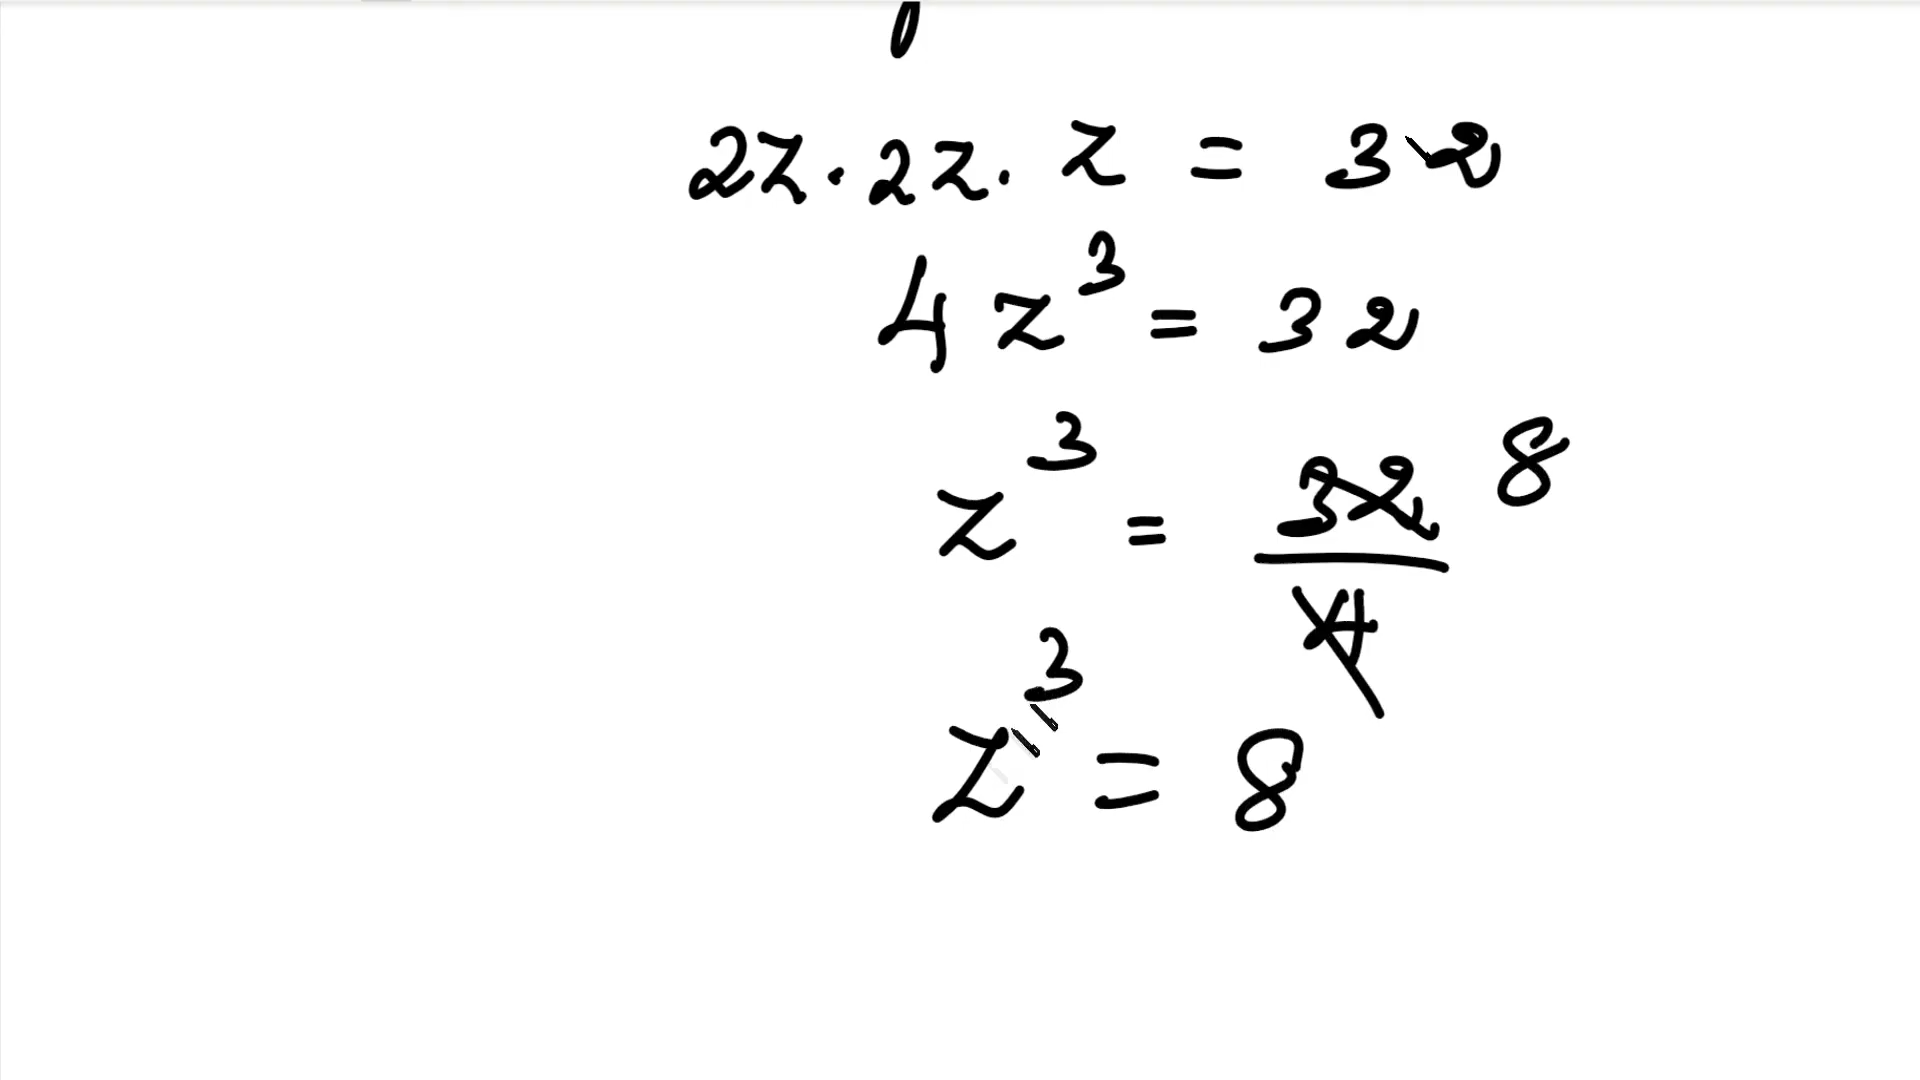 2z · 2z · z = 32
4z³ = 32
z³ = 32/4 8
z³ = 8